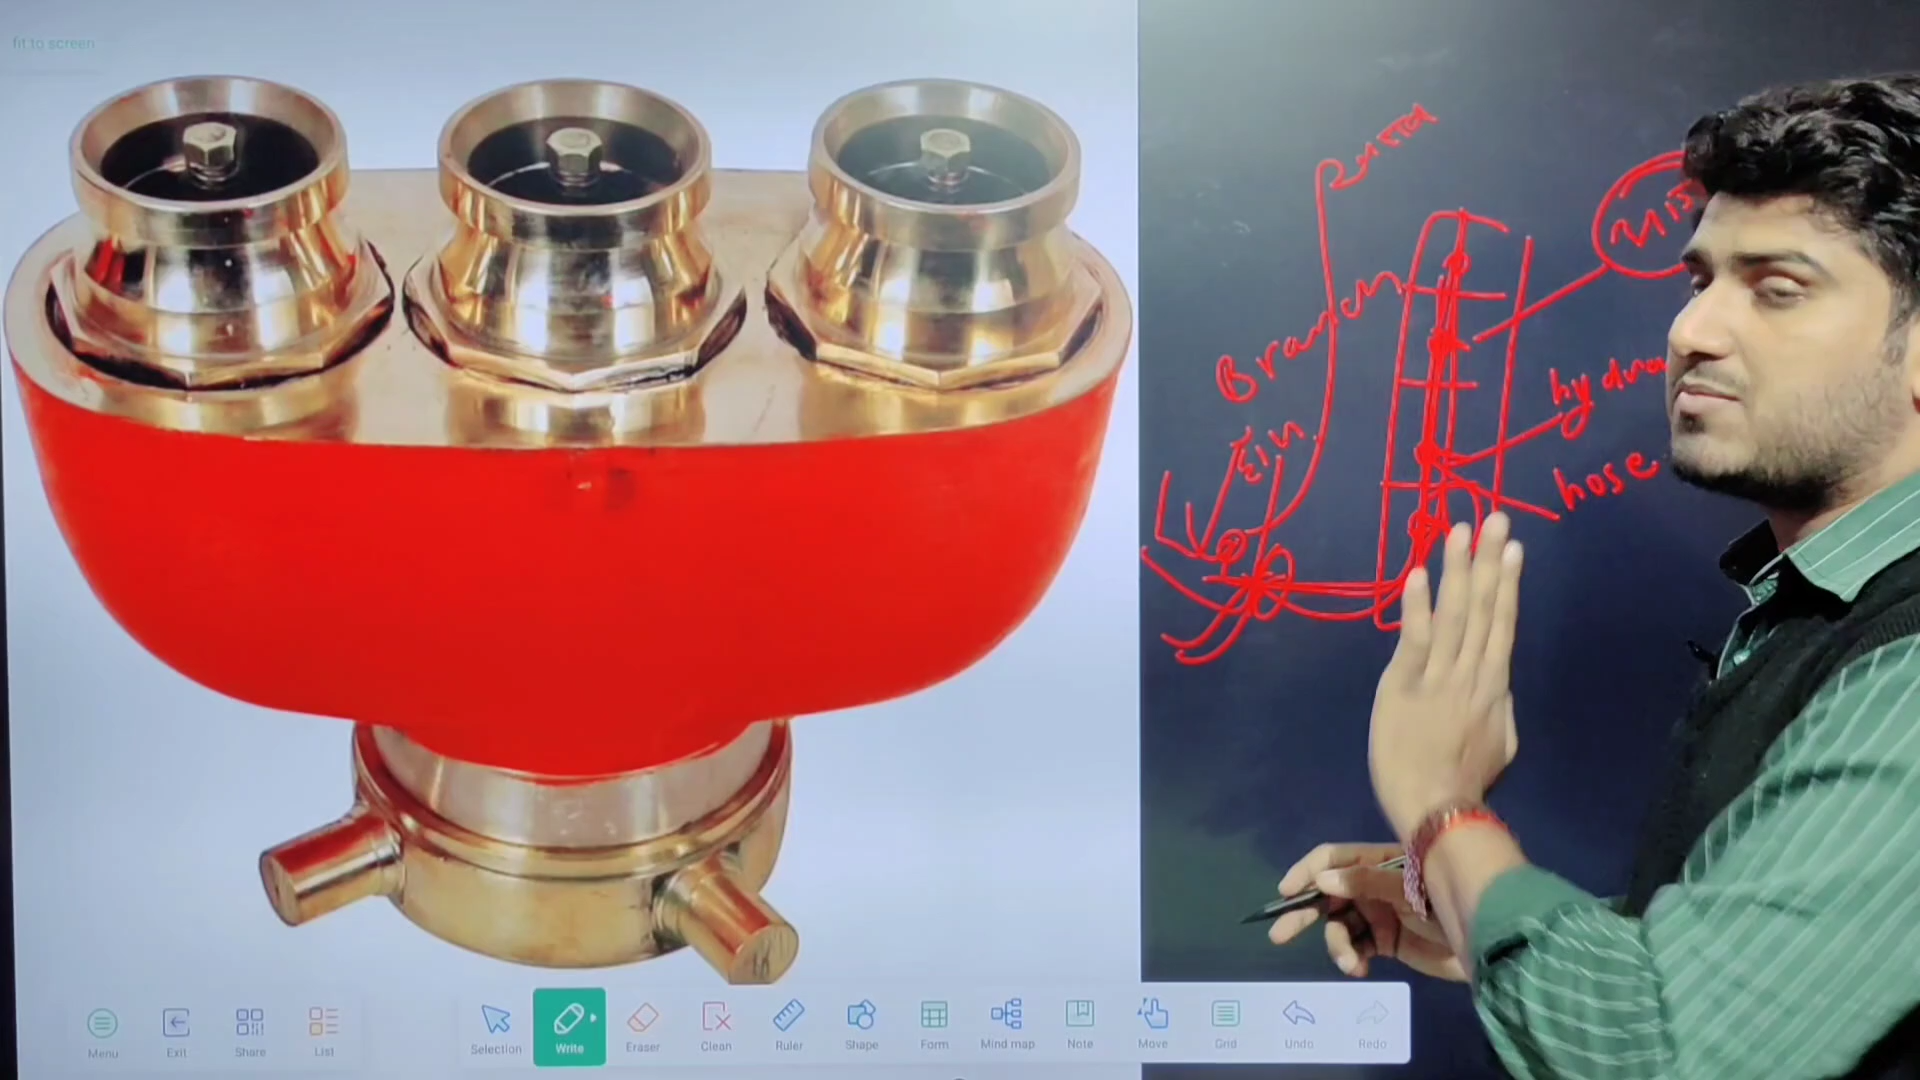 fit to screen
रास्ता
Branch
hydra
hose
Menu
Exit
Share
List
Selection
Write
Eraser
Clean
Ruler
Shape
Form
Mind map
Note
Move
Grid
Undo
Redo